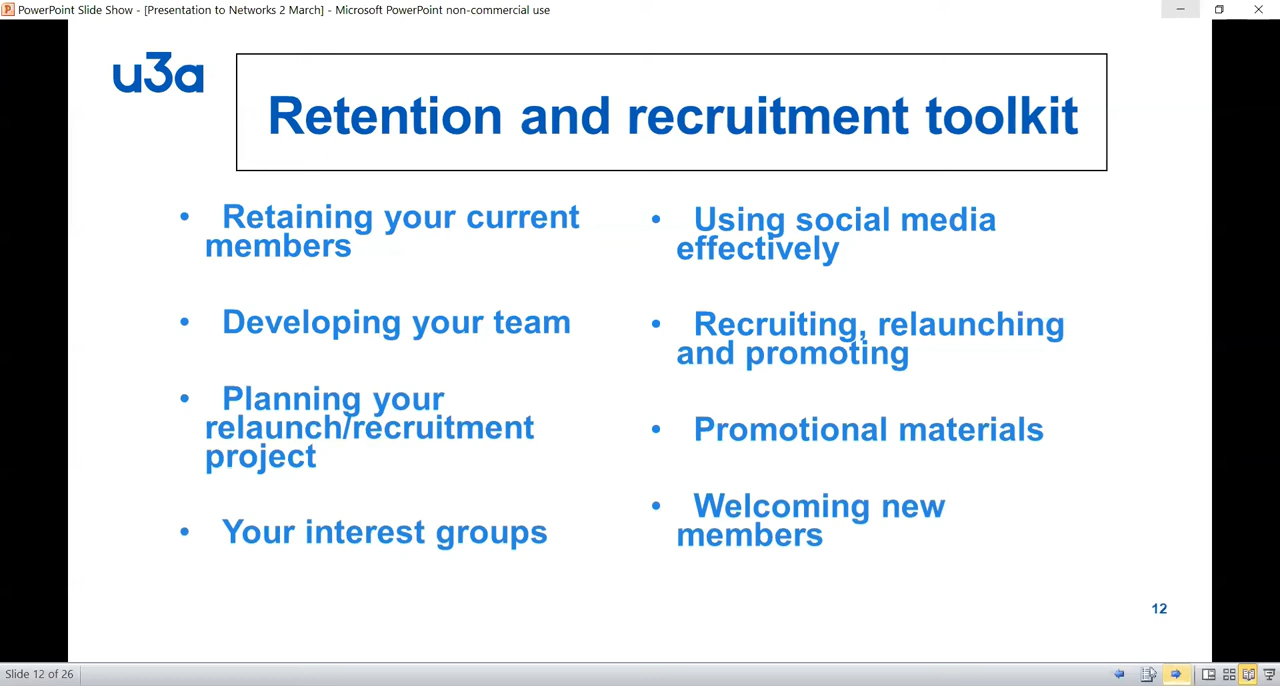 PowerPoint Slide Show - [Presentation to Networks 2 March] - Microsoft PowerPoint non-commercial use
u3a
Retention and recruitment toolkit
• Retaining your current
members
• Developing your team
• Planning your
relaunch/recruitment
project
• Your interest groups
• Using social media
effectively
• Recruiting, relaunching
and promoting
• Promotional materials
• Welcoming new
members
12
Slide 12 of 26